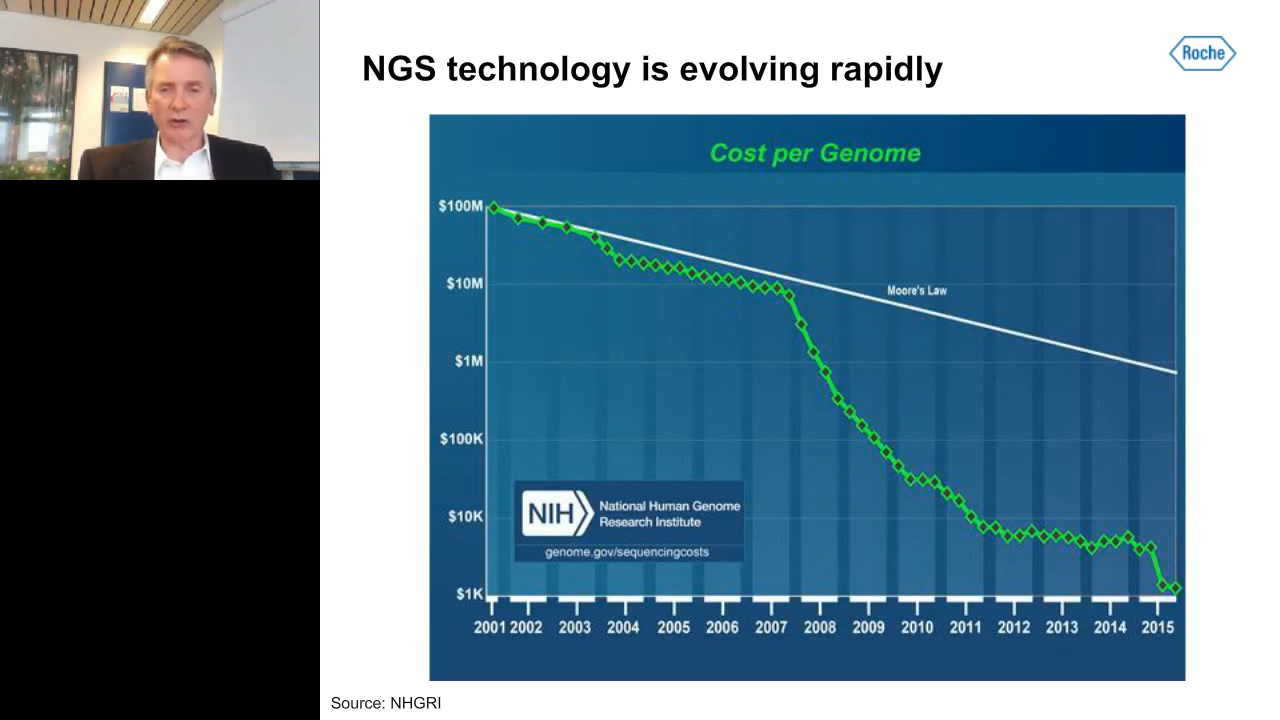 NGS technology is evolving rapidly
Roche
Cost per Genome
$100M
$10M
$1M
$100K
$10K
$1K
Moore's Law
NIH
National Human Genome
Research Institute
genome.gov/sequencingcosts
2001 2002 2003 2004 2005 2006 2007 2008 2009 2010 2011 2012 2013 2014 2015
Source: NHGRI